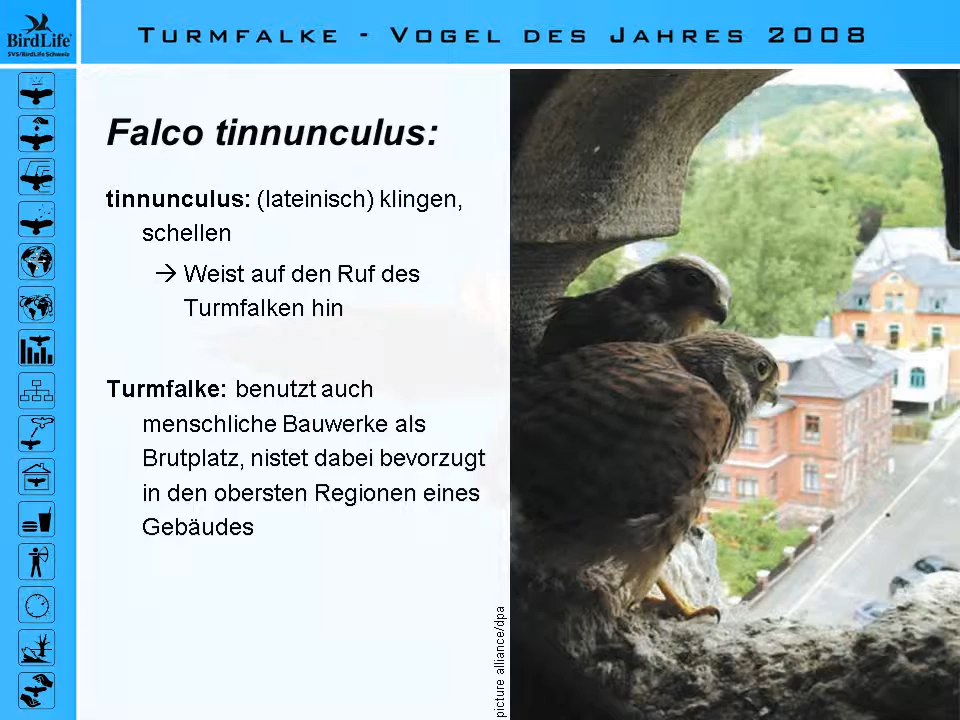 BirdLife
SVS/BirdLife Schweiz
TURMFALKE - VOGEL DES JAHRES 2008
Falco tinnunculus:
tinnunculus: (lateinisch) klingen,
schellen
→ Weist auf den Ruf des
Turmfalken hin
Turmfalke: benutzt auch
menschliche Bauwerke als
Brutplatz, nistet dabei bevorzugt
in den obersten Regionen eines
Gebäudes
picture alliance/dpa